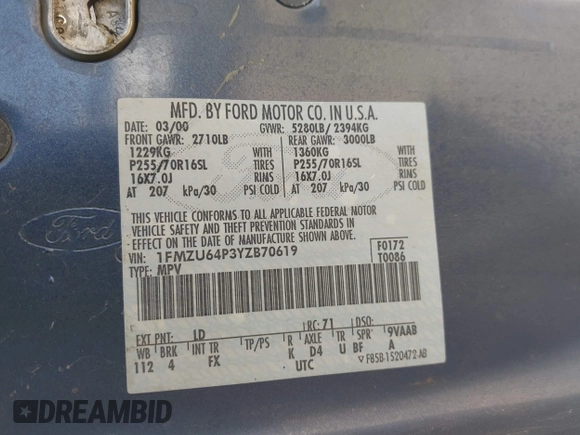 MFD. BY FORD MOTOR CO. IN U.S.A.
DATE: 03/00 GVWR: 5280LB/ 2394KG
FRONT GAWR: 2710LB REAR GAWR: 3000LB
1229KG WITH 1360KG WITH
P255/70R16SL TIRES P255/70R16SL TIRES
16X7.0J RIMS 16X7.0J RIMS
AT 207 kPa/30 PSI COLD AT 207 kPa/30 PSI COLD
THIS VEHICLE CONFORMS TO ALL APPLICABLE FEDERAL MOTOR
VEHICLE SAFETY AND THEFT PREVENTION STANDARDS IN
EFFECT ON THE DATE OF MANUFACTURE SHOWN ABOVE.
VIN: 1FMZU64P3YZB70619 F0172
TYPE: MPV T0086
Ford
EXT PNT: LD RC: 71 DSO:
WB BRK INT TR TP/PS R AXLE TR SPR 9VAAB
112 4 FX K D4 U BF A
UTC F85B-1520472 AB
DREAMBID